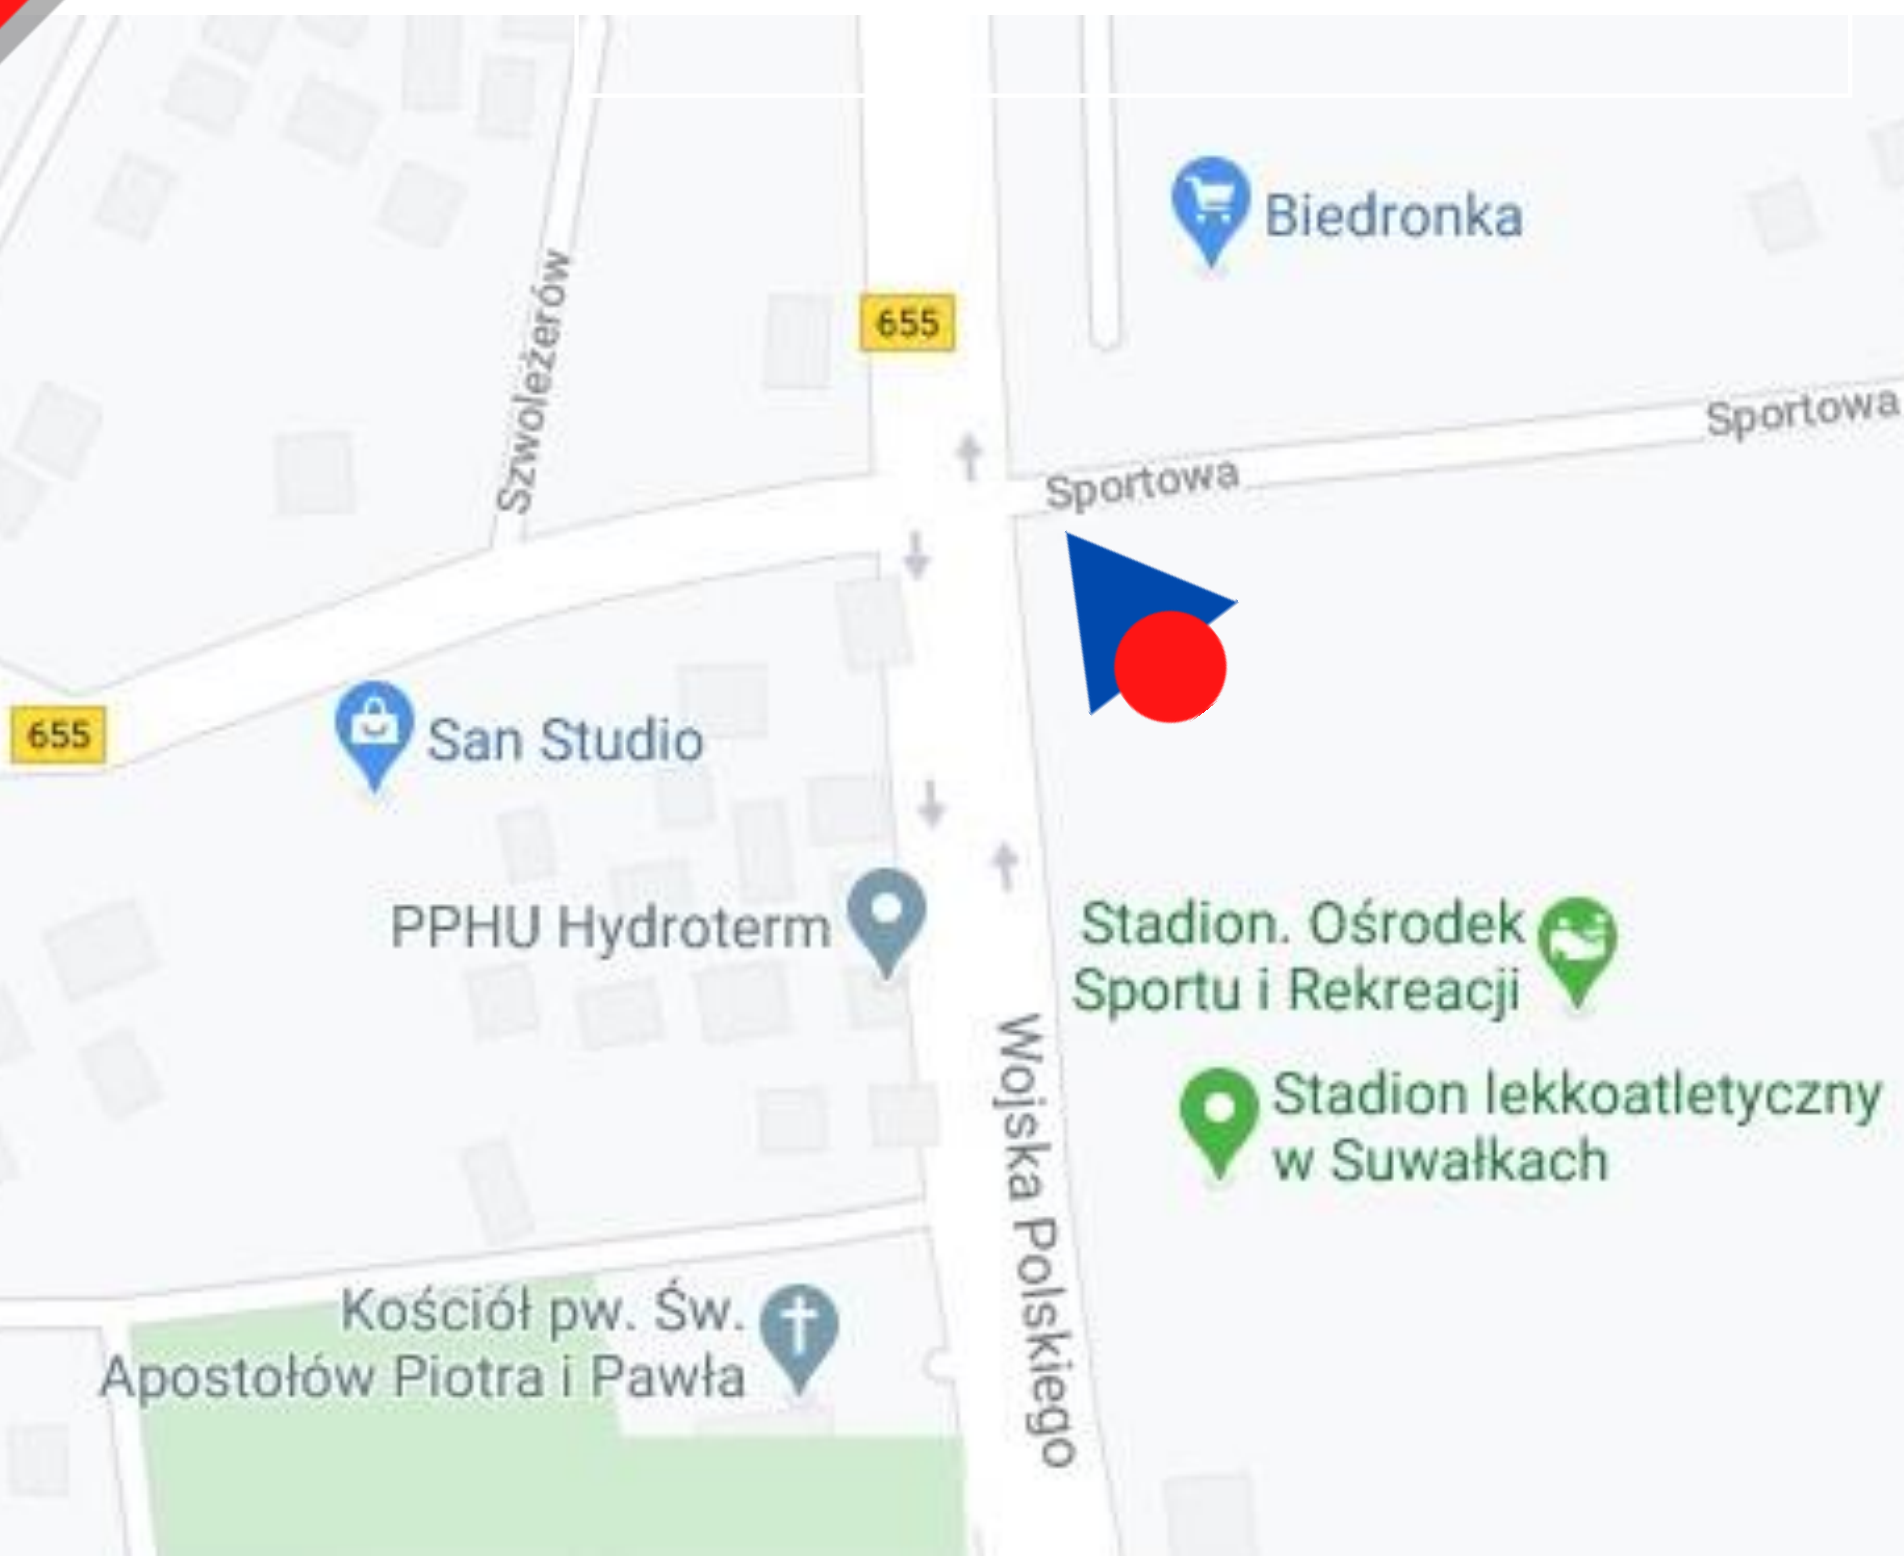 Biedronka
Szwoleżerów
655
Sportowa
Sportowa
655
San Studio
PPHU Hydroterm
Stadion. Ośrodek
Sportu i Rekreacji
Stadion lekkoatletyczny
w Suwałkach
Wojska Polskiego
Kościół pw. Św.
Apostołów Piotra i Pawła